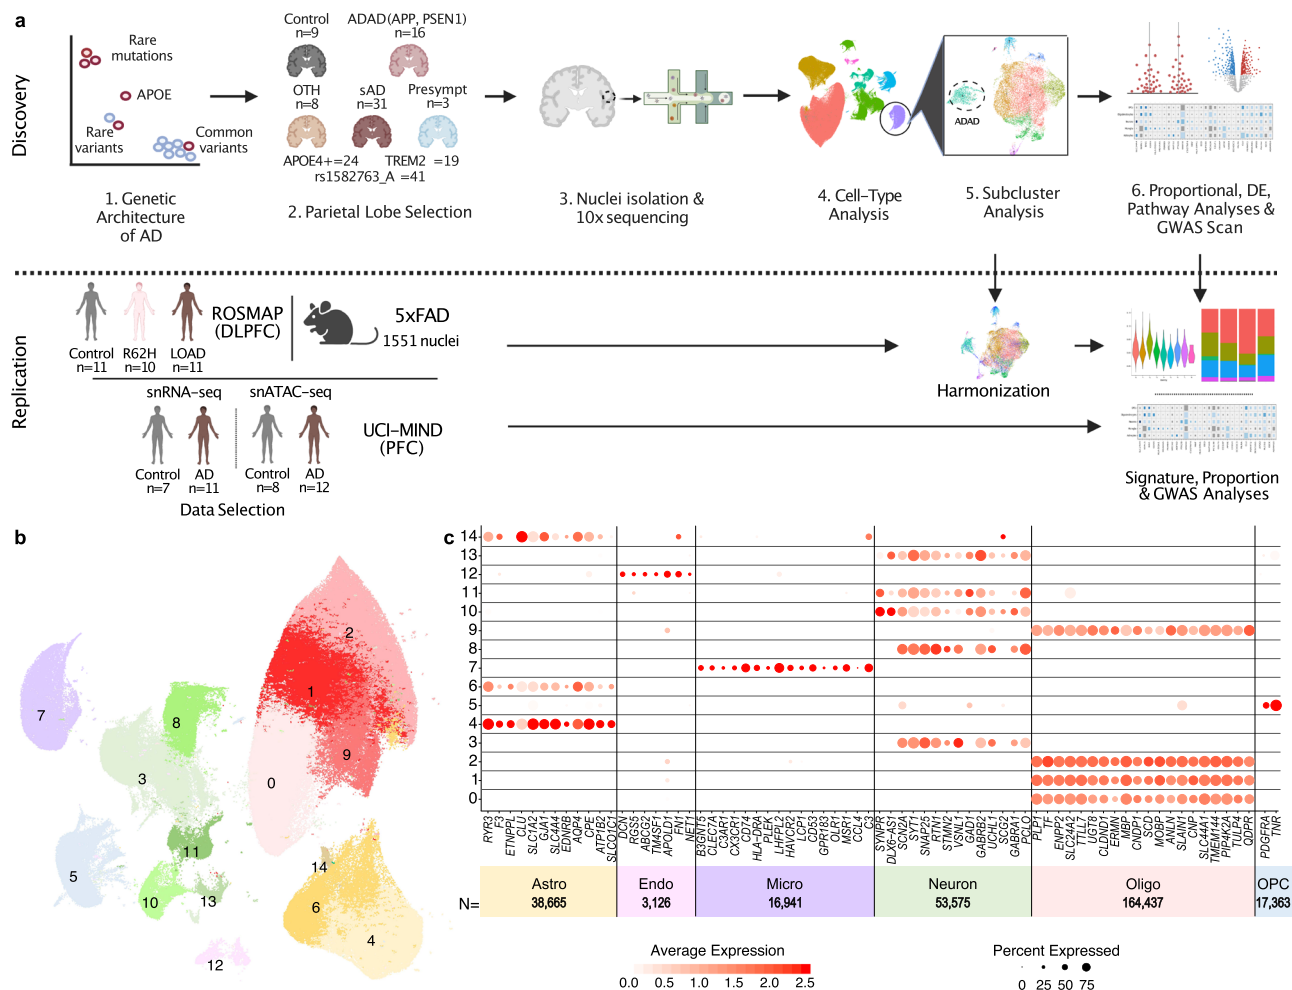 a
Discovery
Rare
mutations
APOE
Rare
variants
Common
variants
1. Genetic
Architecture
of AD
Control
n=9
ADAD(APP, PSEN1)
n=16
OTH
n=8
sAD
n=31
Presympt
n=3
APOE4+=24
TREM2 =19
rs1582763_A =41
2. Parietal Lobe Selection
3. Nuclei isolation &
10x sequencing
4. Cell-Type
Analysis
ADAD
5. Subcluster
Analysis
6. Proportional, DE,
Pathway Analyses &
GWAS Scan
Replication
Control
n=11
R62H
n=10
LOAD
n=11
ROSMAP
(DLPFC)
5xFAD
1551 nuclei
snRNA-seq
snATAC-seq
Control
n=7
AD
n=11
Control
n=8
AD
n=12
UCI-MIND
(PFC)
Data Selection
Harmonization
Signature, Proportion
& GWAS Analyses
b
7
8
3
5
11
10
13
12
2
1
9
0
14
6
4
c
14
13
12
11
10
9
8
7
6
5
4
3
2
1
0
RYR3
F3
ETNPPL
CLU
SLC1A2
GJA1
SLC4A4
EDNRB
AQP4
CPE
ATP1B2
SLCO1C1
DCN
RGS5
ABCG2
TM4SF1
APOLD1
FN1
NET1
B3GNT5
CLEC7A
C3AR1
CX3CR1
CD74
HLA-DRA
PLEK
LHFPL2
HAVCR2
LCP1
CD53
GPR183
OLR1
MSR1
CCL4
C3
SYNPR
DLX6-AS1
SCN2A
SYT1
SNAP25
RTN1
STMN2
VSNL1
GAD1
GABRB2
UCHL1
SCG2
GABRA1
PCLO
PLP1
TF
ENPP2
SLC24A2
TTLL7
UGT8
CLDND1
ERMN
MBP
CNDP1
SCD
MOBP
ANLN
SLAIN1
CNP
SLC44A1
TMEM144
PIP4K2A
TULP4
QDPR
PDGFRA
TNR
Astro
38,665
Endo
3,126
Micro
16,941
Neuron
53,575
Oligo
164,437
OPC
17,363
N=
Average Expression
0.0 0.5 1.0 1.5 2.0 2.5
Percent Expressed
0 25 50 75